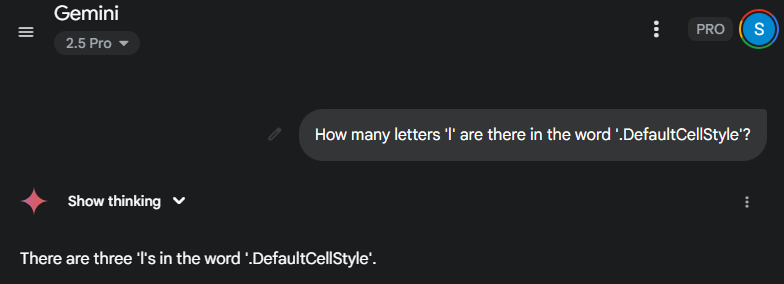 Gemini
2.5 Pro
PRO
S
How many letters 'l' are there in the word '.DefaultCellStyle'?
Show thinking
There are three 'l's in the word '.DefaultCellStyle'.